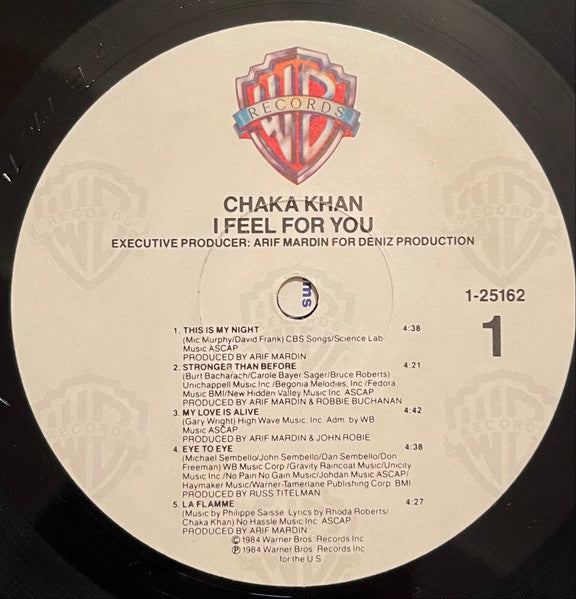 WB
RECORDS
CHAKA KHAN
I FEEL FOR YOU
EXECUTIVE PRODUCER: ARIF MARDIN FOR DENIZ PRODUCTION
ms
1-25162
1
1. THIS IS MY NIGHT 4:38
(Mic Murphy/David Frank) CBS Songs/Science Lab
Music ASCAP
PRODUCED BY ARIF MARDIN
2. STRONGER THAN BEFORE 4:21
(Burt Bacharach/Carole Bayer Sager/Bruce Roberts)
Unichappell Music Inc./Begonia Melodies, Inc./Fedora
Music BMI/New Hidden Valley Music Inc. ASCAP
PRODUCED BY ARIF MARDIN & ROBBIE BUCHANAN
3. MY LOVE IS ALIVE 4:42
(Gary Wright) High Wave Music, Inc. Adm. by WB
Music ASCAP
PRODUCED BY ARIF MARDIN & JOHN ROBIE
4. EYE TO EYE 4:38
(Michael Sembello/John Sembello/Dan Sembello/Don
Freeman) WB Music Corp./Gravity Raincoat Music/Unicity
Music Inc./No Pain No Gain Music/Johdan Music ASCAP/
Haymaker Music/Warner-Tamerlane Publishing Corp. BMI
PRODUCED BY RUSS TITELMAN
5. LA FLAMME 4:27
(Music by Philippe Saisse Lyrics by Rhoda Roberts/
Chaka Khan) No Hassle Music Inc. ASCAP
PRODUCED BY ARIF MARDIN
© 1984 Warner Bros. Records Inc.
℗ 1984 Warner Bros. Records Inc.
for the U.S.